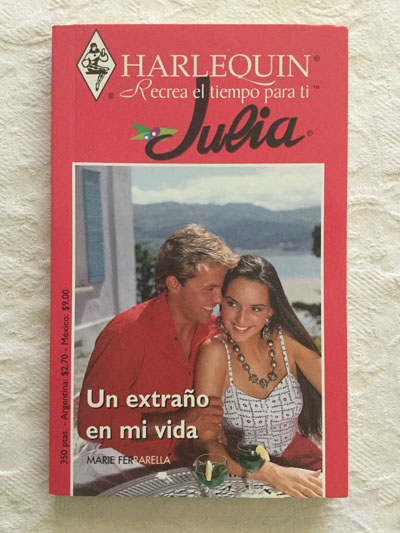 HARLEQUIN®
©Recrea el tiempo para ti™
Julia®
350 ptas. - Argentina: $2.70 - México: $9.00
Un extraño
en mi vida
MARIE FERRARELLA